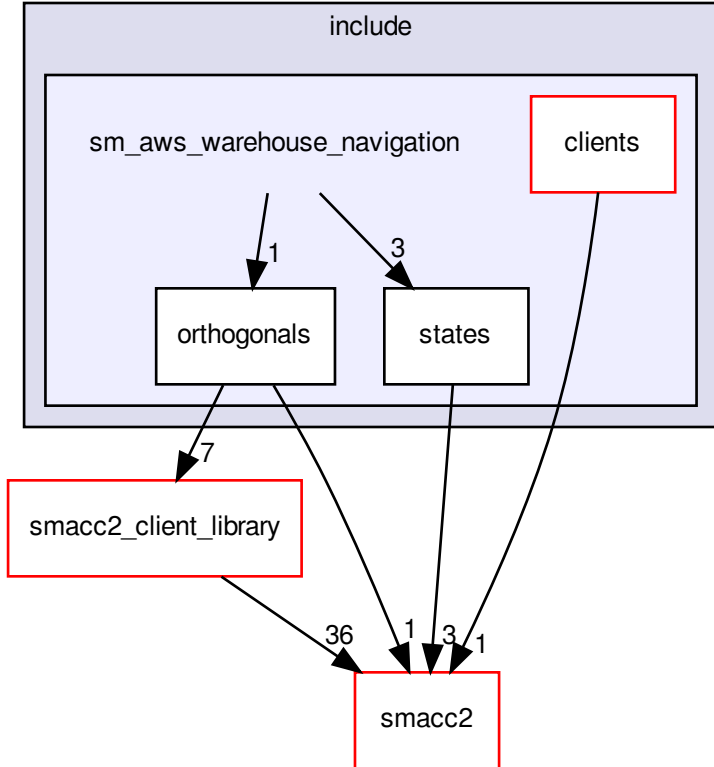 include
sm_aws_warehouse_navigation
clients
1
3
orthogonals
states
7
smacc2_client_library
36
1
3
1
smacc2